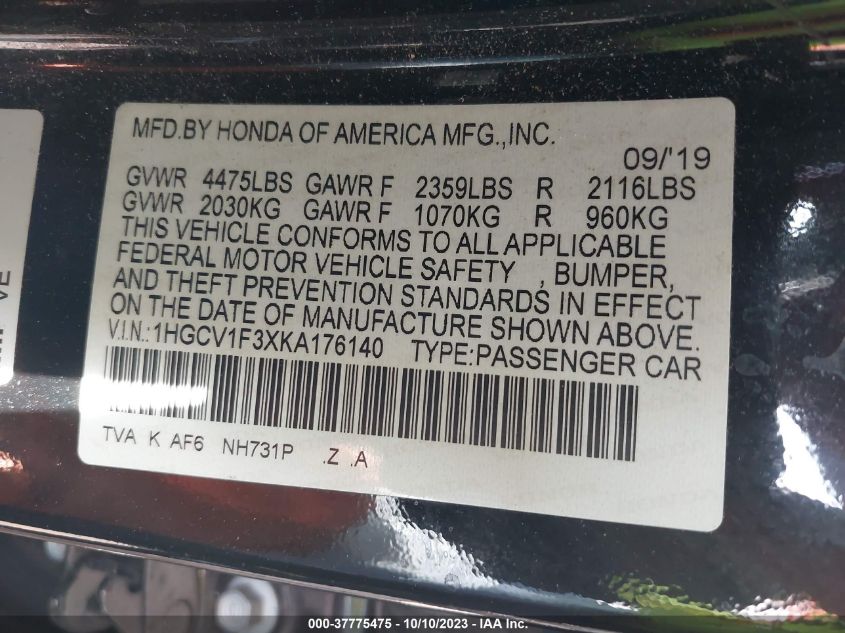 MFD.BY HONDA OF AMERICA MFG.,INC.
09/'19
GVWR 4475LBS GAWR F 2359LBS R 2116LBS
GVWR 2030KG GAWR F 1070KG R 960KG
THIS VEHICLE CONFORMS TO ALL APPLICABLE
FEDERAL MOTOR VEHICLE SAFETY , BUMPER,
AND THEFT PREVENTION STANDARDS IN EFFECT
ON THE DATE OF MANUFACTURE SHOWN ABOVE.
V.I.N.:1HGCV1F3XKA176140 TYPE:PASSENGER CAR
TVA K AF6 NH731P .Z .A
VE
000-37775475 - 10/10/2023 - IAA Inc.